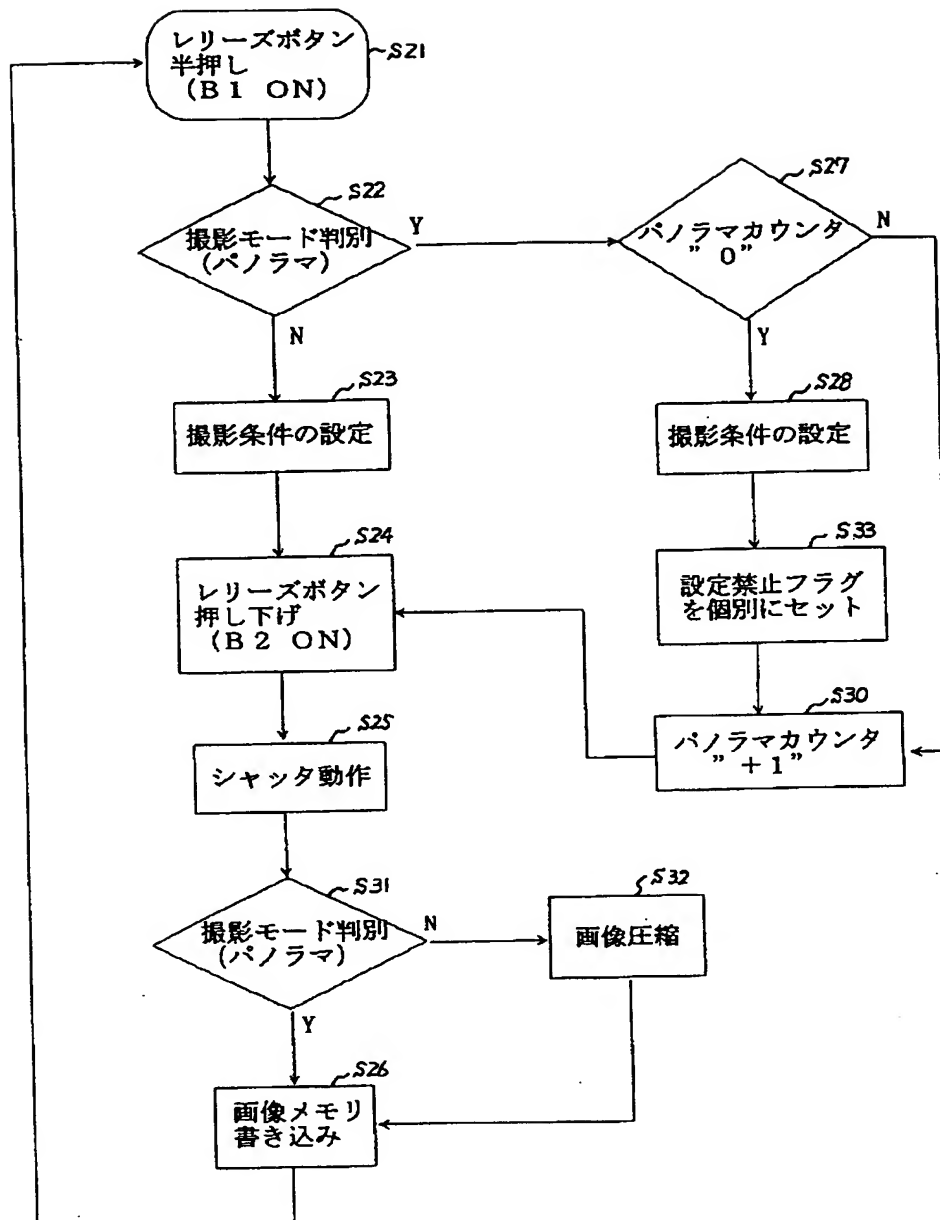 レリーズボタン
半押し
(B1 ON)
S21
S22
撮影モード判別
(パノラマ)
Y
N
S27
パノラマカウンタ
"0"
N
Y
S23
撮影条件の設定
S28
撮影条件の設定
S24
レリーズボタン
押し下げ
(B2 ON)
S33
設定禁止フラグ
を個別にセット
S25
シャッタ動作
S30
パノラマカウンタ
"+1"
S31
撮影モード判別
(パノラマ)
N
Y
S32
画像圧縮
S26
画像メモリ
書き込み